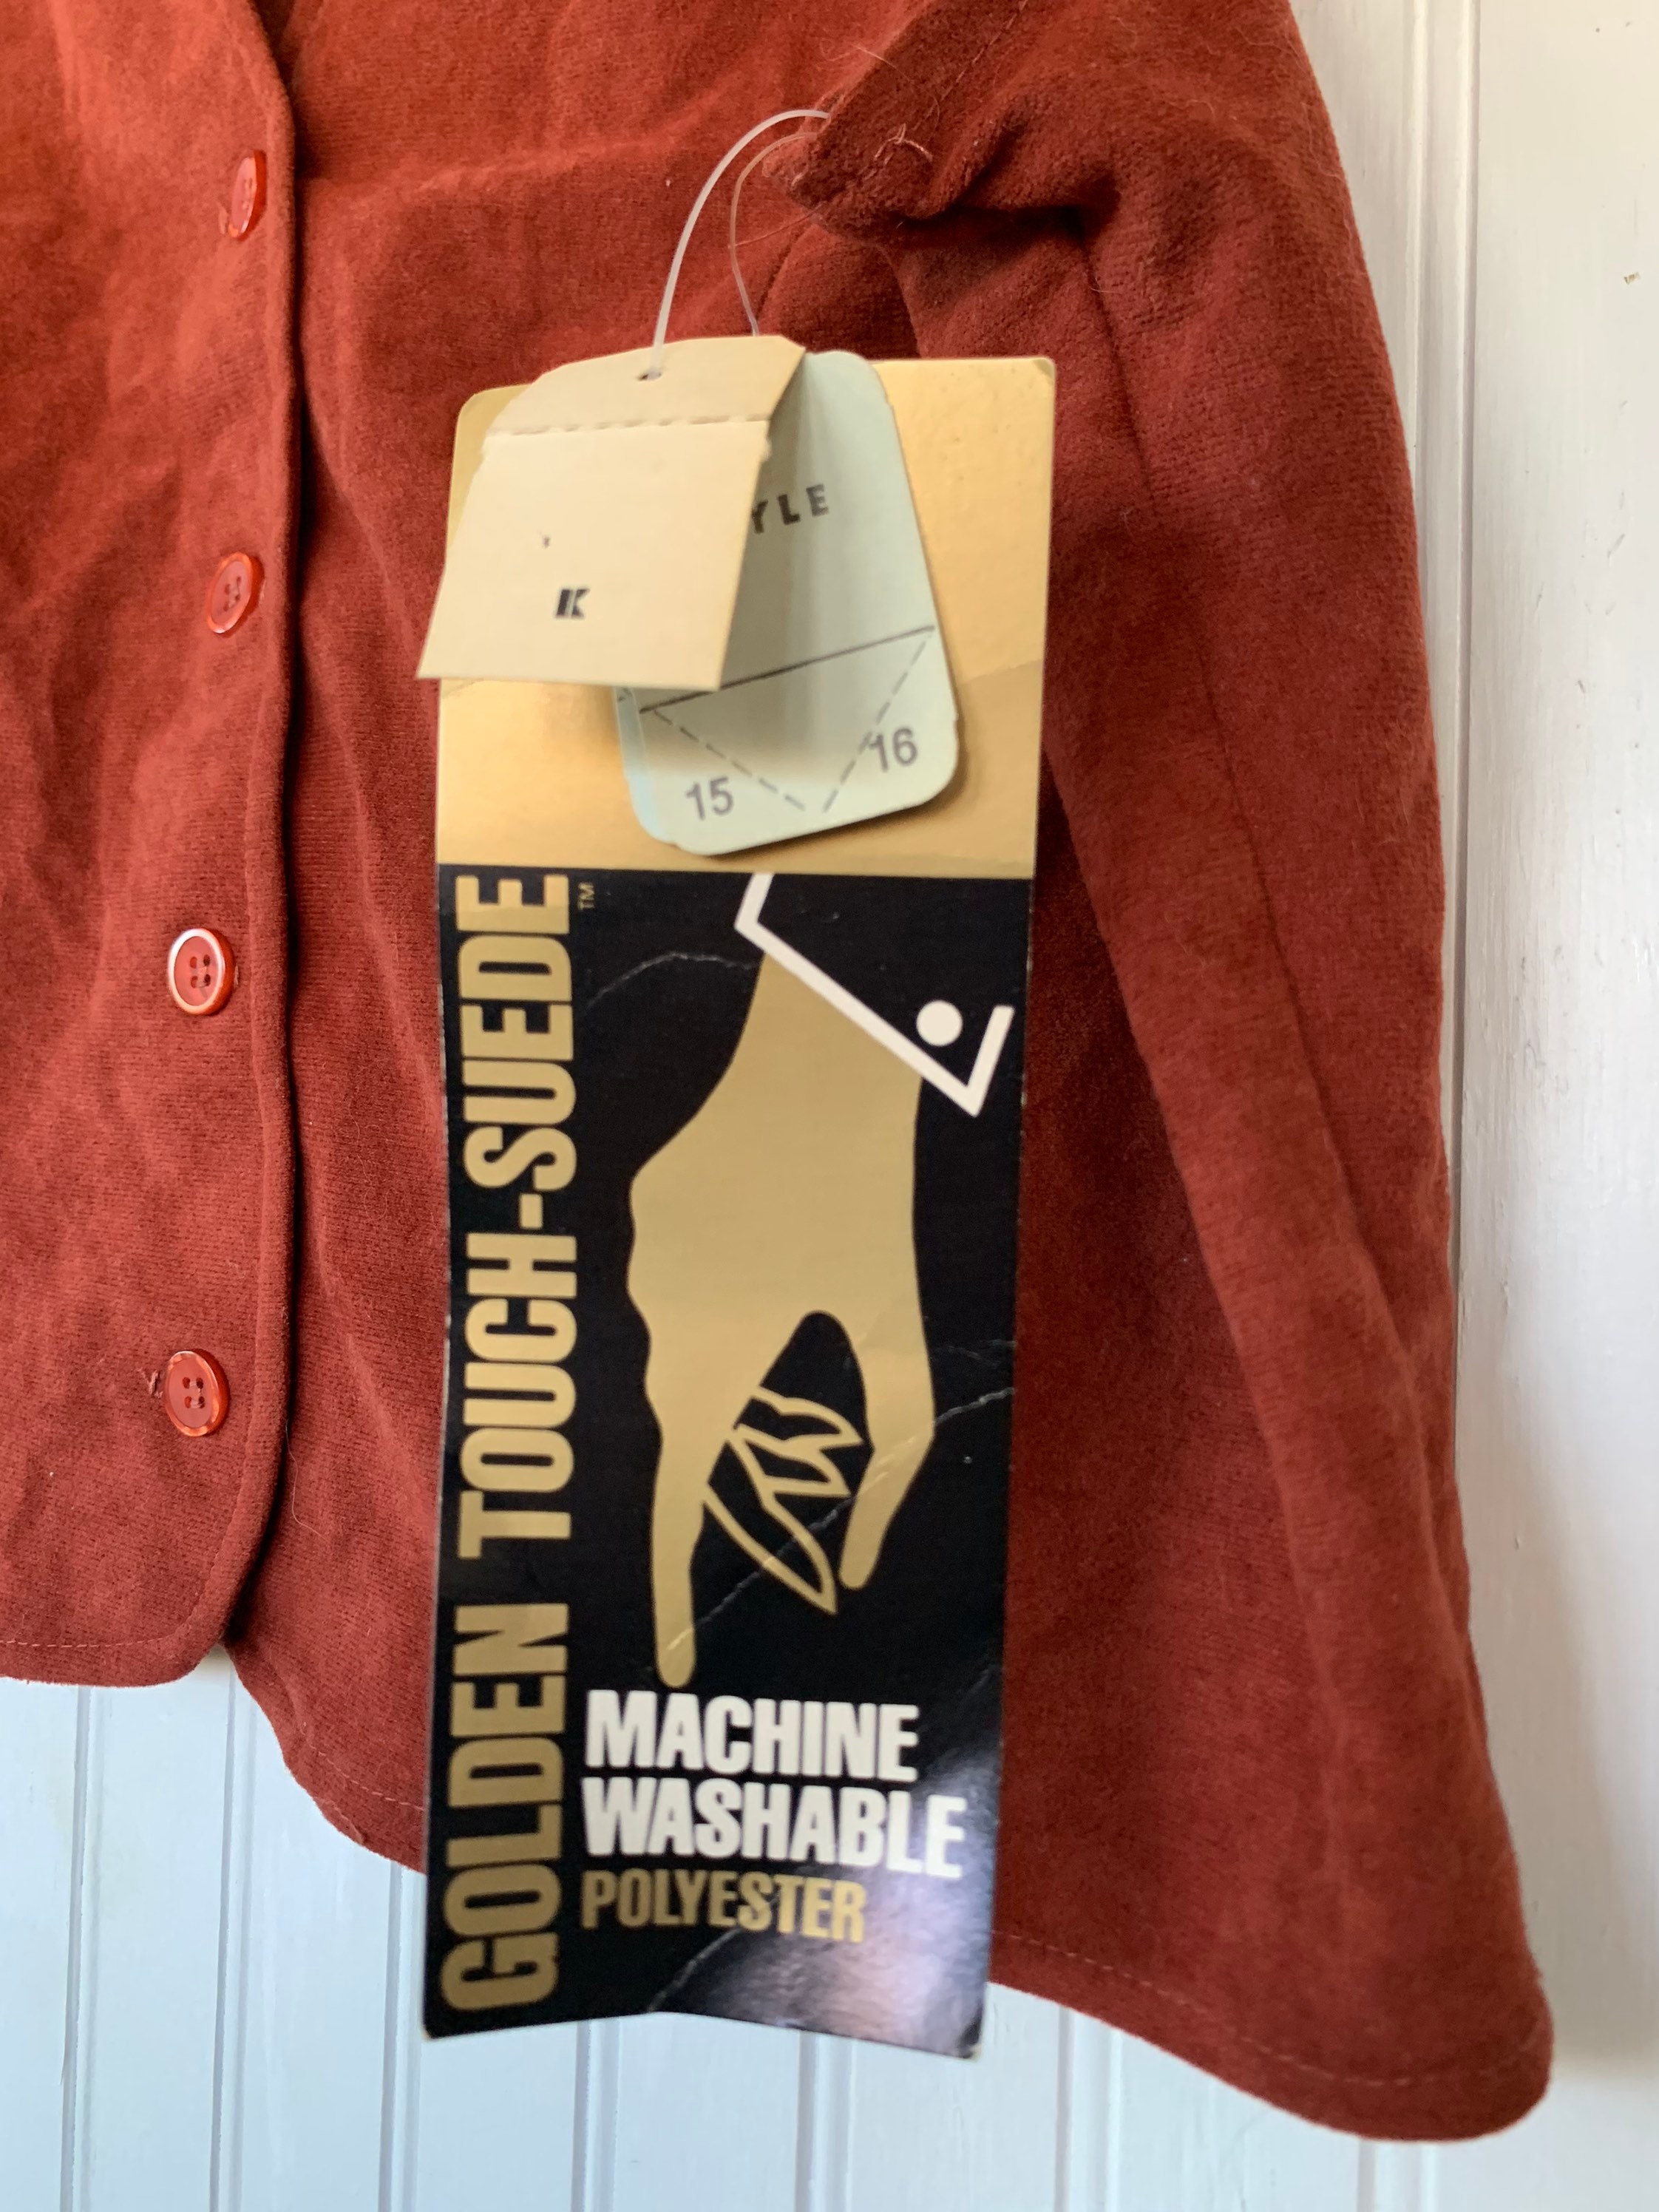 K
YLE
15
16
GOLDEN TOUCH-SUEDE™
MACHINE
WASHABLE
POLYESTER